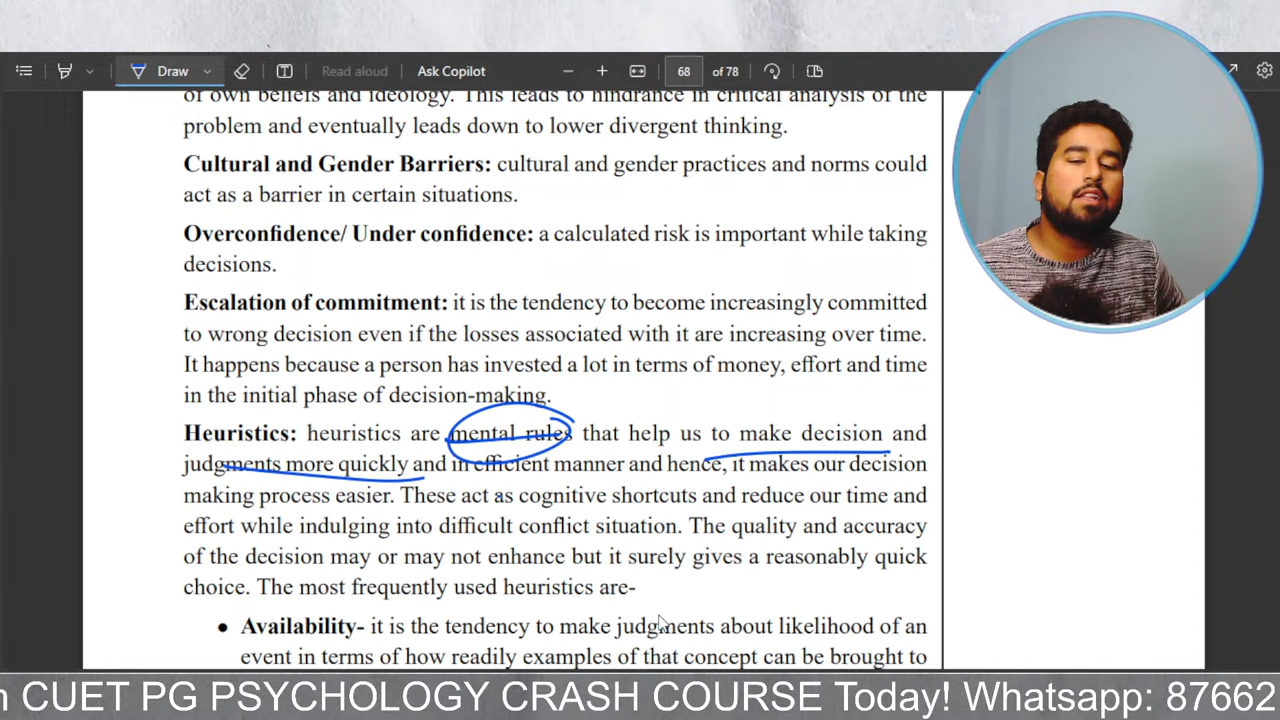 Draw
Read aloud
Ask Copilot
68
of 78
of own beliefs and ideology. This leads to hindrance in critical analysis of the
problem and eventually leads down to lower divergent thinking.
Cultural and Gender Barriers: cultural and gender practices and norms could
act as a barrier in certain situations.
Overconfidence/ Under confidence: a calculated risk is important while taking
decisions.
Escalation of commitment: it is the tendency to become increasingly committed
to wrong decision even if the losses associated with it are increasing over time.
It happens because a person has invested a lot in terms of money, effort and time
in the initial phase of decision-making.
Heuristics: heuristics are mental rules that help us to make decision and
judgments more quickly and in efficient manner and hence, it makes our decision
making process easier. These act as cognitive shortcuts and reduce our time and
effort while indulging into difficult conflict situation. The quality and accuracy
of the decision may or may not enhance but it surely gives a reasonably quick
choice. The most frequently used heuristics are-
• Availability- it is the tendency to make judgments about likelihood of an
event in terms of how readily examples of that concept can be brought to
n CUET PG PSYCHOLOGY CRASH COURSE Today! Whatsapp: 87662